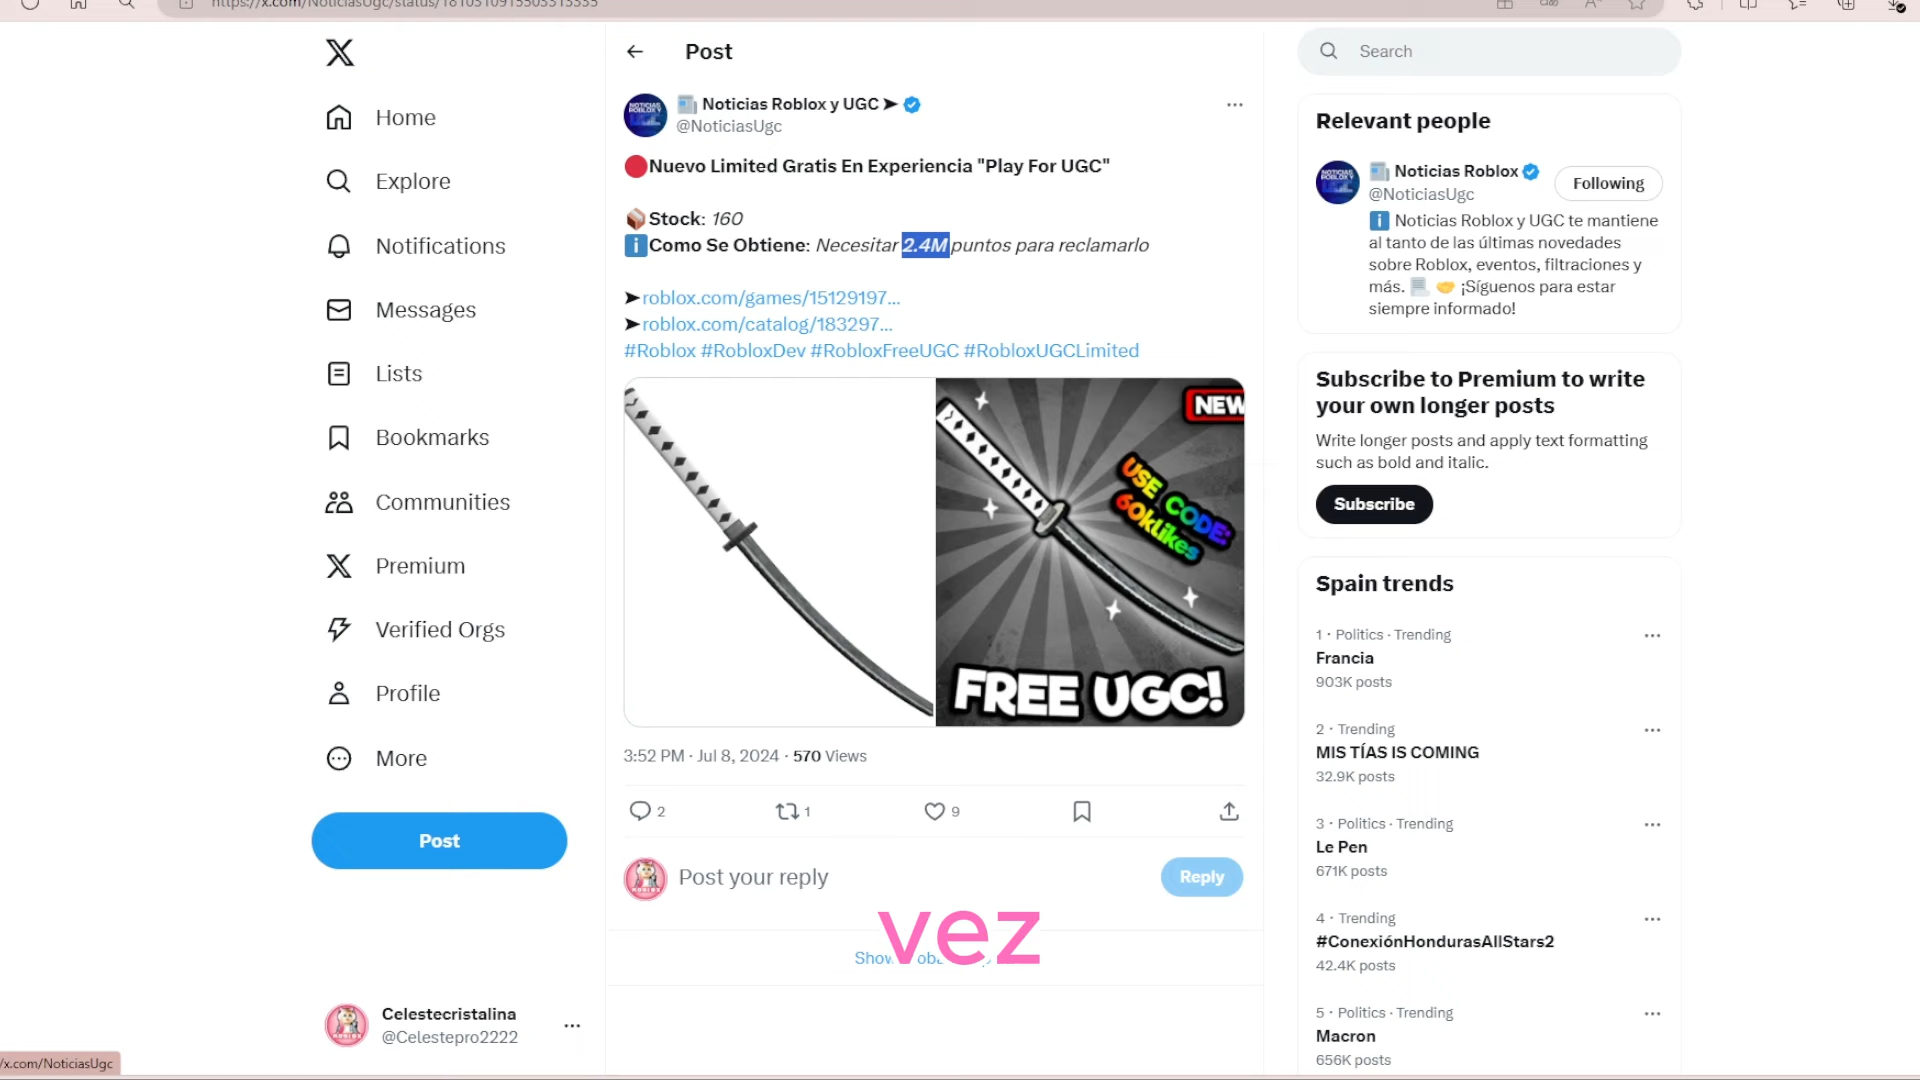 https://x.com/NoticiasUgc/status/1810310915503313335
Home
Explore
Notifications
Messages
Lists
Bookmarks
Communities
Premium
Verified Orgs
Profile
More
Post
Celestecristalina
@Celestepro2222
/x.com/NoticiasUgc
Post
Noticias Roblox y UGC ➤
@NoticiasUgc
🔴Nuevo Limited Gratis En Experiencia "Play For UGC"
📦Stock: 160
ℹ️Como Se Obtiene: Necesitar 2.4M puntos para reclamarlo
➤roblox.com/games/15129197…
➤roblox.com/catalog/183297…
#Roblox #RobloxDev #RobloxFreeUGC #RobloxUGCLimited
NEW
USE CODE:
60klikes
FREE UGC!
3:52 PM · Jul 8, 2024 · 570 Views
2
1
9
Post your reply
Reply
vez
Show
Search
Relevant people
Noticias Roblox
@NoticiasUgc
Following
ℹ️ Noticias Roblox y UGC te mantiene
al tanto de las últimas novedades
sobre Roblox, eventos, filtraciones y
más. 📃 🤝 ¡Síguenos para estar
siempre informado!
Subscribe to Premium to write
your own longer posts
Write longer posts and apply text formatting
such as bold and italic.
Subscribe
Spain trends
1 · Politics · Trending
Francia
903K posts
2 · Trending
MIS TÍAS IS COMING
32.9K posts
3 · Politics · Trending
Le Pen
671K posts
4 · Trending
#ConexiónHondurasAllStars2
42.4K posts
5 · Politics · Trending
Macron
656K posts